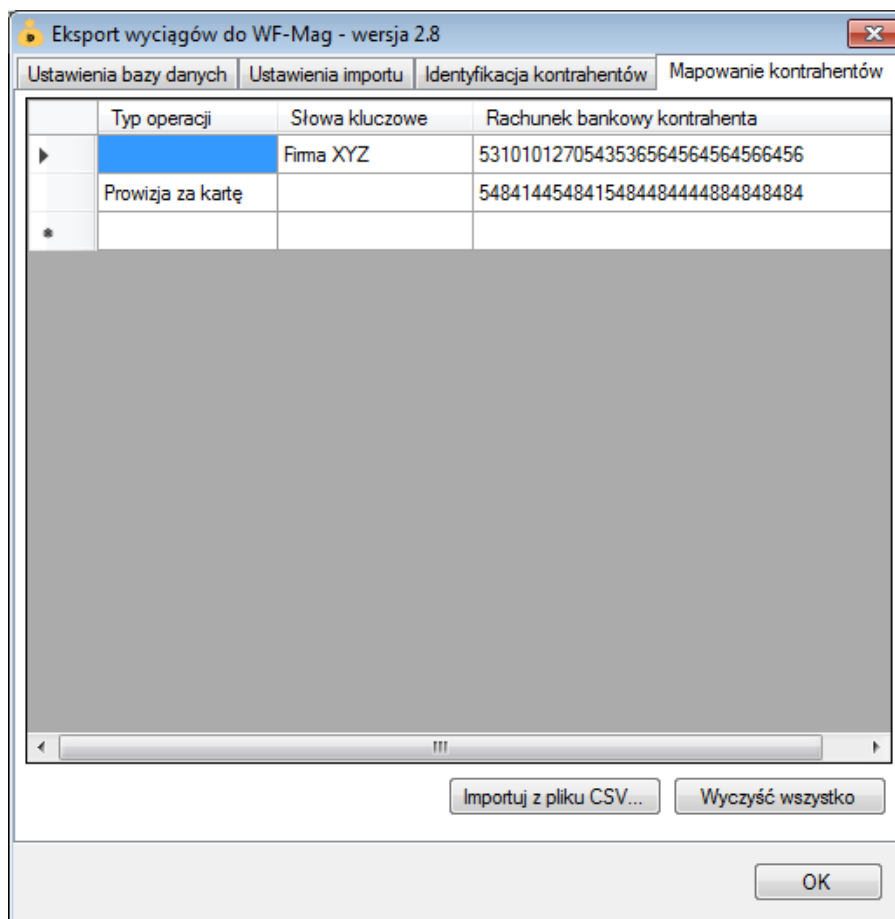 Eksport wyciągów do WF-Mag - wersja 2.8
Ustawienia bazy danych Ustawienia importu Identyfikacja kontrahentów Mapowanie kontrahentów
Typ operacji Słowa kluczowe Rachunek bankowy kontrahenta
Firma XYZ 53101012705435365645645645664 56
Prowizja za kartę 54841445484154844844448848484 84
Importuj z pliku CSV... Wyczyść wszystko
OK